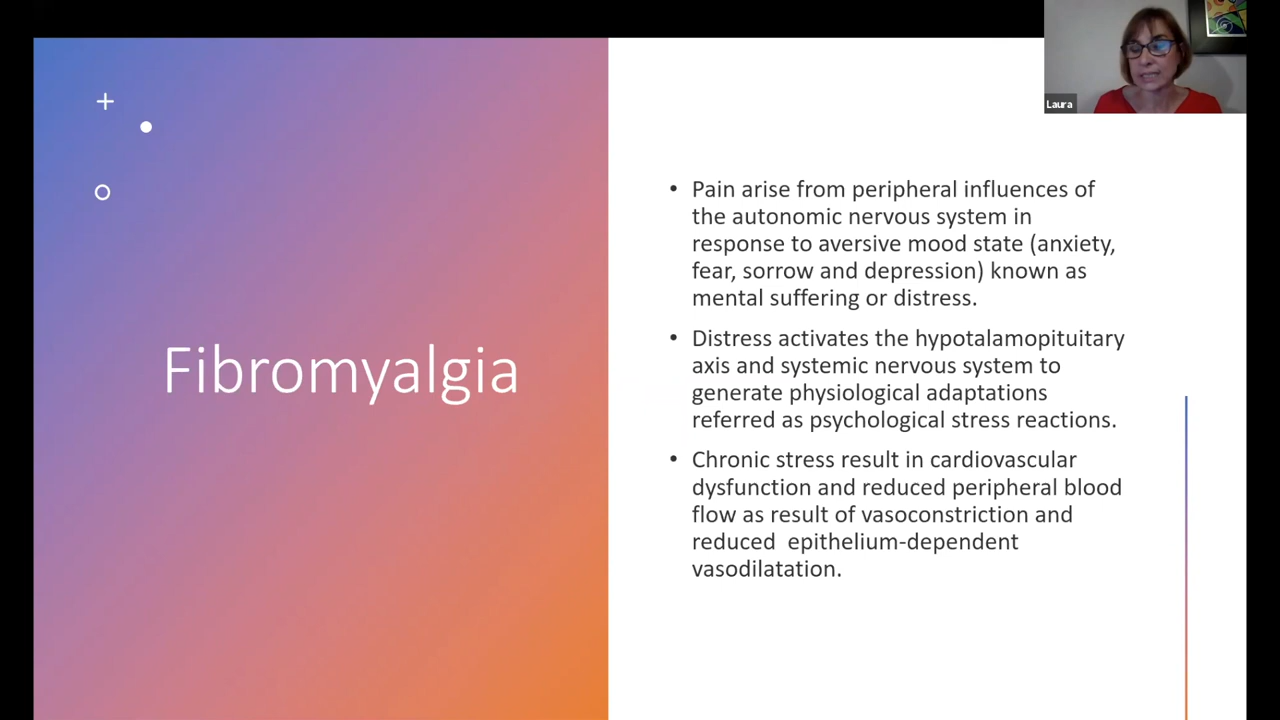 Laura
Fibromyalgia
• Pain arise from peripheral influences of
the autonomic nervous system in
response to aversive mood state (anxiety,
fear, sorrow and depression) known as
mental suffering or distress.
• Distress activates the hypotalamopituitary
axis and systemic nervous system to
generate physiological adaptations
referred as psychological stress reactions.
• Chronic stress result in cardiovascular
dysfunction and reduced peripheral blood
flow as result of vasoconstriction and
reduced  epithelium-dependent
vasodilatation.